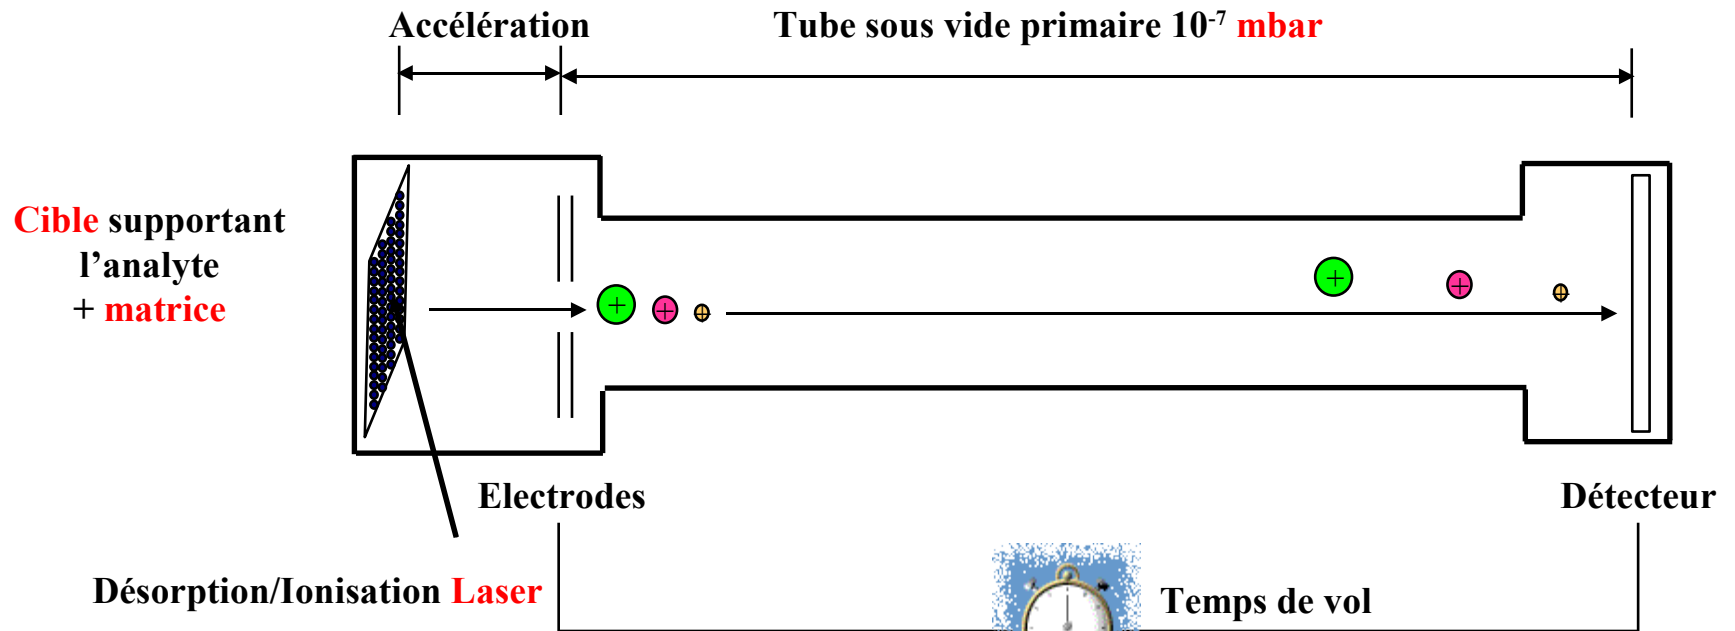 Accélération
Tube sous vide primaire 10⁻⁷ mbar
Cible supportant
l’analyte
+ matrice
+ + +
+ + +
Electrodes
Détecteur
Désorption/Ionisation Laser
Temps de vol